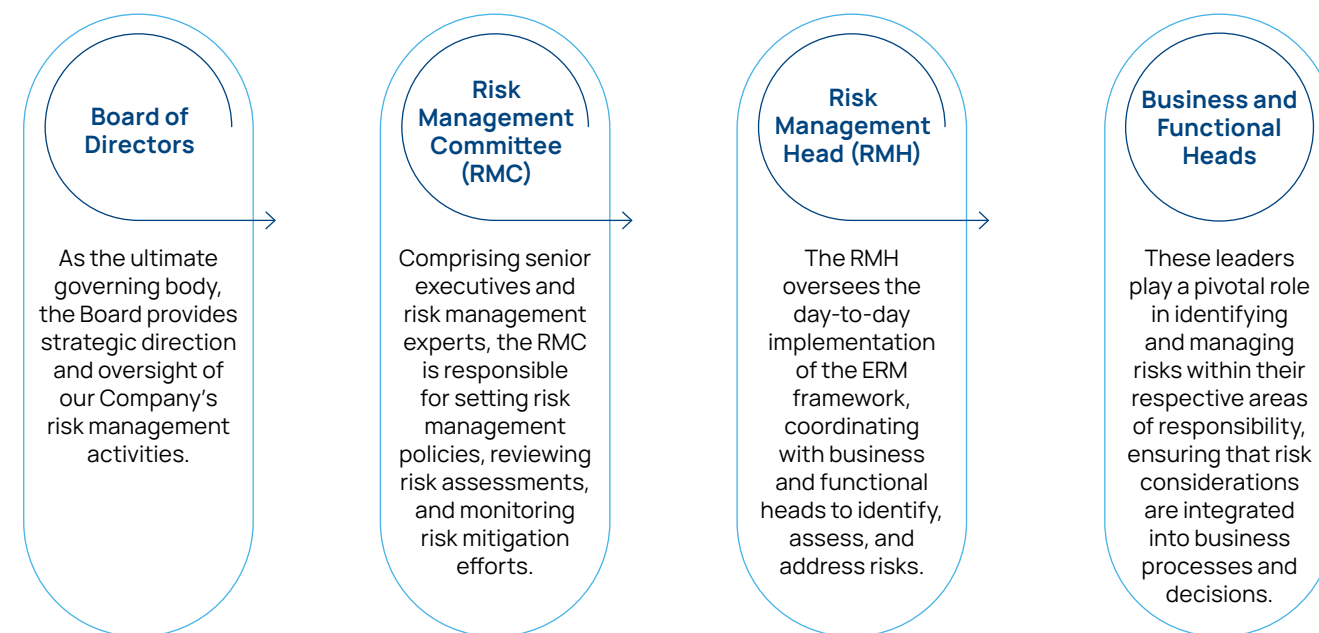 Board of
Directors
As the ultimate
governing body,
the Board provides
strategic direction
and oversight of
our Company's
risk management
activities.
Risk
Management
Committee
(RMC)
Comprising senior
executives and
risk management
experts, the RMC
is responsible
for setting risk
management
policies, reviewing
risk assessments,
and monitoring
risk mitigation
efforts.
Risk
Management
Head (RMH)
The RMH
oversees the
day-to-day
implementation
of the ERM
framework,
coordinating
with business
and functional
heads to identify,
assess, and
address risks.
Business and
Functional
Heads
These leaders
play a pivotal role
in identifying
and managing
risks within their
respective areas
of responsibility,
ensuring that risk
considerations
are integrated
into business
processes and
decisions.